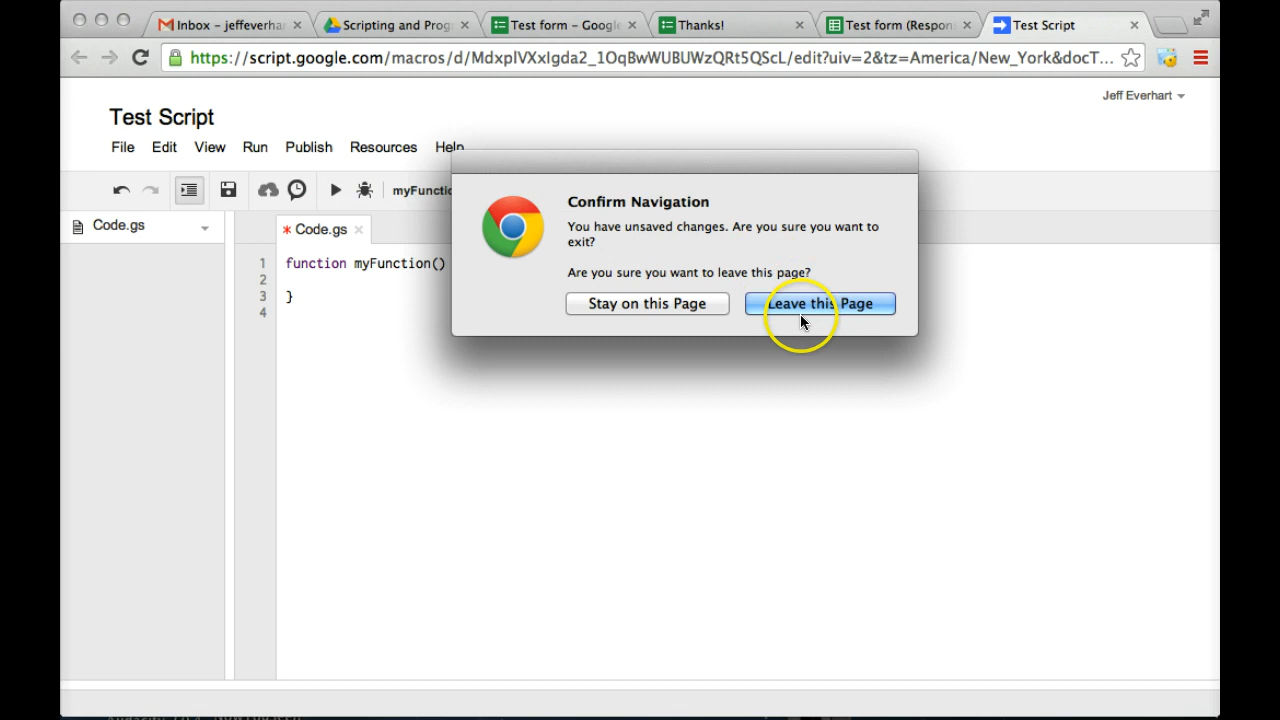 Inbox – jeffeverha
Scripting and Prog
Test form – Google
Thanks!
Test form (Respon
Test Script
https://script.google.com/macros/d/MdxplVXxIgda2_1OqBwWUBUWzQRt5QScL/edit?uiv=2&tz=America/New_York&docT...
Jeff Everhart
Test Script
File Edit View Run Publish Resources Help
myFunctio
Code.gs
* Code.gs
Confirm Navigation
You have unsaved changes. Are you sure you want to
exit?
Are you sure you want to leave this page?
Stay on this Page
Leave this Page
1 function myFunction()
2
3 }
4